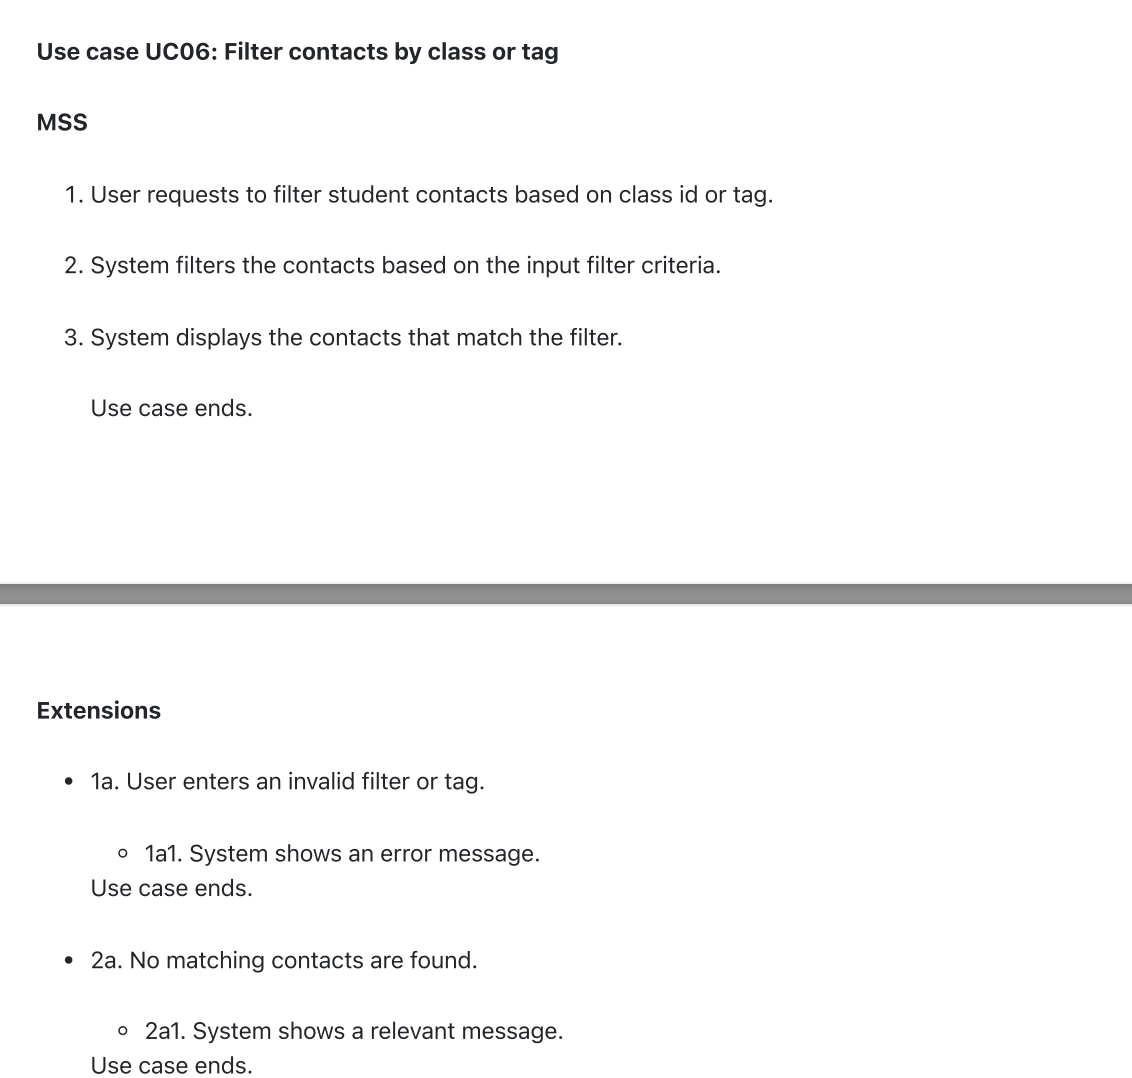 Use case UC06: Filter contacts by class or tag
MSS
1. User requests to filter student contacts based on class id or tag.
2. System filters the contacts based on the input filter criteria.
3. System displays the contacts that match the filter.
Use case ends.
Extensions
• 1a. User enters an invalid filter or tag.
◦ 1a1. System shows an error message.
Use case ends.
• 2a. No matching contacts are found.
◦ 2a1. System shows a relevant message.
Use case ends.